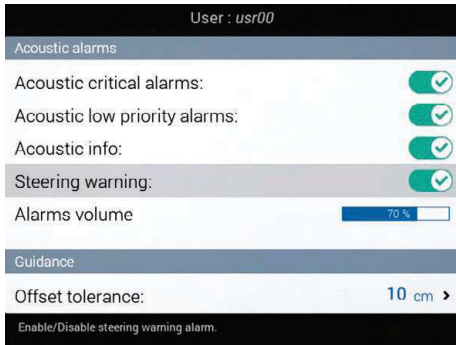 User : usr00
Acoustic alarms
Acoustic critical alarms:
Acoustic low priority alarms:
Acoustic info:
Steering warning:
Alarms volume 70 %
Guidance
Offset tolerance: 10 cm >
Enable/Disable steering warning alarm.